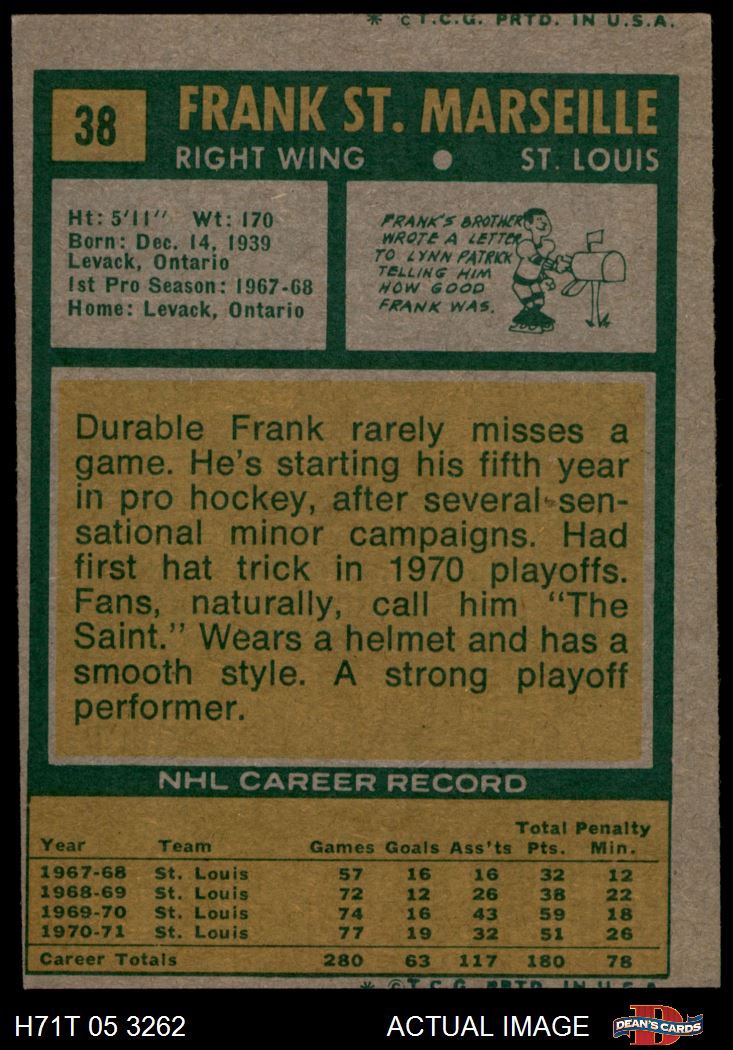 * © T.C.G. PRTD. IN U.S.A.
38
FRANK ST. MARSEILLE
RIGHT WING ● ST. LOUIS
Ht: 5'11" Wt: 170
Born: Dec. 14, 1939
Levack, Ontario
1st Pro Season: 1967-68
Home: Levack, Ontario
FRANK'S BROTHER
WROTE A LETTER
TO LYNN PATRICK
TELLING HIM
HOW GOOD
FRANK WAS.
Durable Frank rarely misses a
game. He's starting his fifth year
in pro hockey, after several sen-
sational minor campaigns. Had
first hat trick in 1970 playoffs.
Fans, naturally, call him "The
Saint." Wears a helmet and has a
smooth style. A strong playoff
performer.
NHL CAREER RECORD
Total Penalty
Year Team Games Goals Ass'ts Pts. Min.
1967-68 St. Louis 57 16 16 32 12
1968-69 St. Louis 72 12 26 38 22
1969-70 St. Louis 74 16 43 59 18
1970-71 St. Louis 77 19 32 51 26
Career Totals 280 63 117 180 78
* © T.C.G. PRTD. IN U.S.A.
H71T 05 3262 ACTUAL IMAGE
D
DEAN'S CARDS